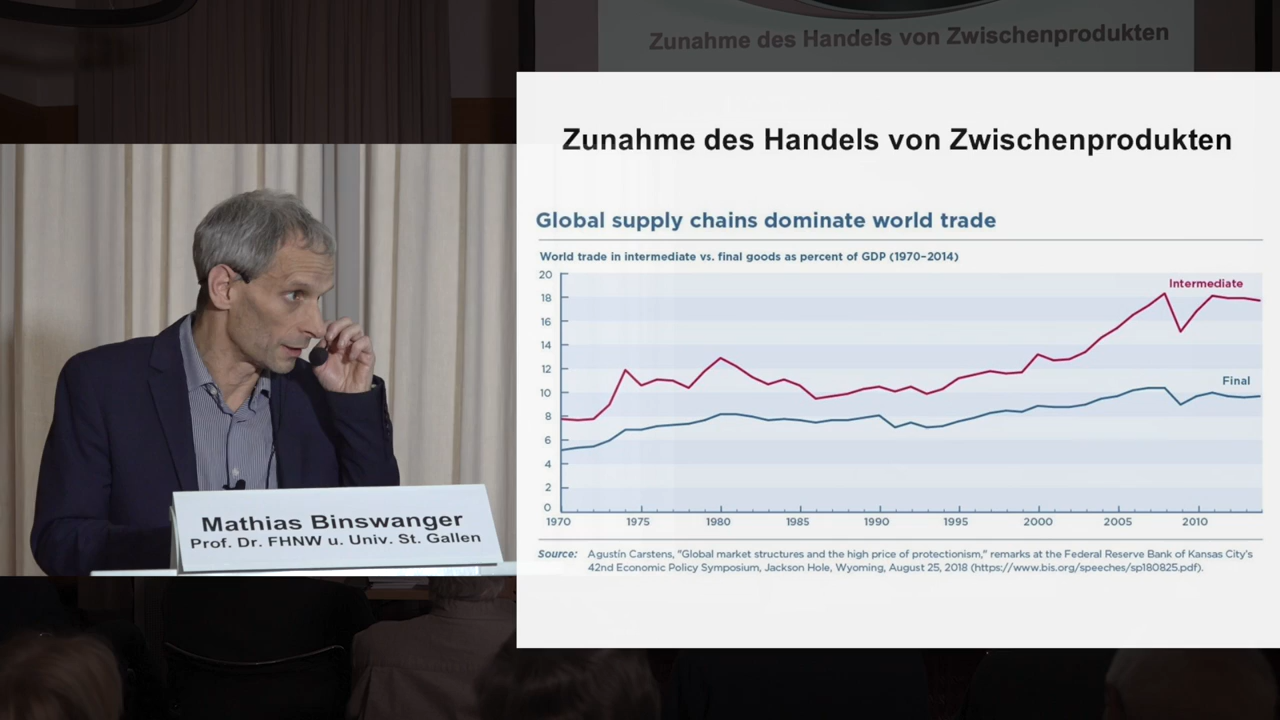 Zunahme des Handels von Zwischenprodukten
Zunahme des Handels von Zwischenprodukten
Global supply chains dominate world trade
World trade in intermediate vs. final goods as percent of GDP (1970–2014)
20
18
16
14
12
10
8
6
4
2
0
Intermediate
Final
1970 1975 1980 1985 1990 1995 2000 2005 2010
Source: Agustín Carstens, "Global market structures and the high price of protectionism," remarks at the Federal Reserve Bank of Kansas City's
42nd Economic Policy Symposium, Jackson Hole, Wyoming, August 25, 2018 (https://www.bis.org/speeches/sp180825.pdf).
Mathias Binswanger
Prof. Dr. FHNW u. Univ. St. Gallen